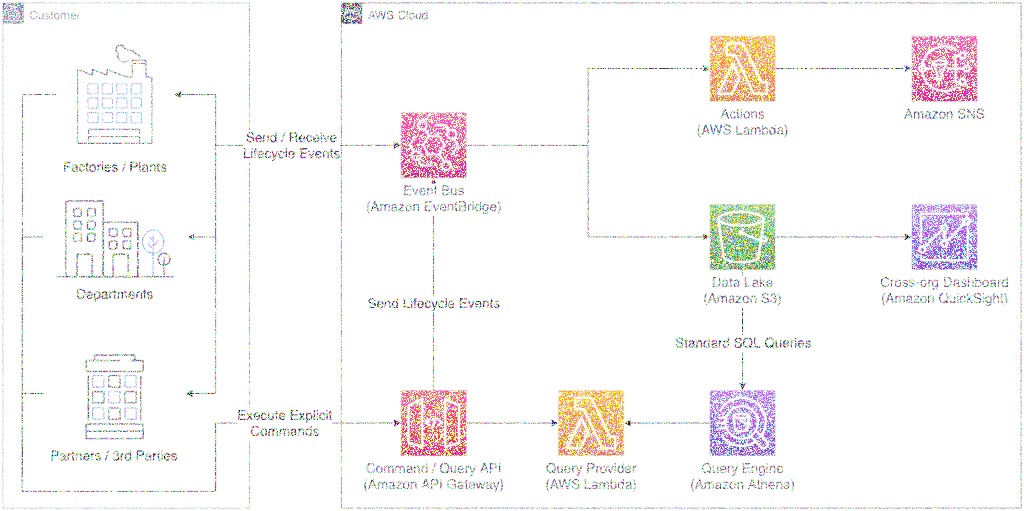 Customer
AWS Cloud
Factories / Plants
Departments
Partners / 3rd Parties
Send / Receive
Lifecycle Events
Event Bus
(Amazon EventBridge)
Actions
(AWS Lambda)
Amazon SNS
Data Lake
(Amazon S3)
Cross-org Dashboard
(Amazon QuickSight)
Send Lifecycle Events
Standard SQL Queries
Execute Explicit
Commands
Command / Query API
(Amazon API Gateway)
Query Provider
(AWS Lambda)
Query Engine
(Amazon Athena)